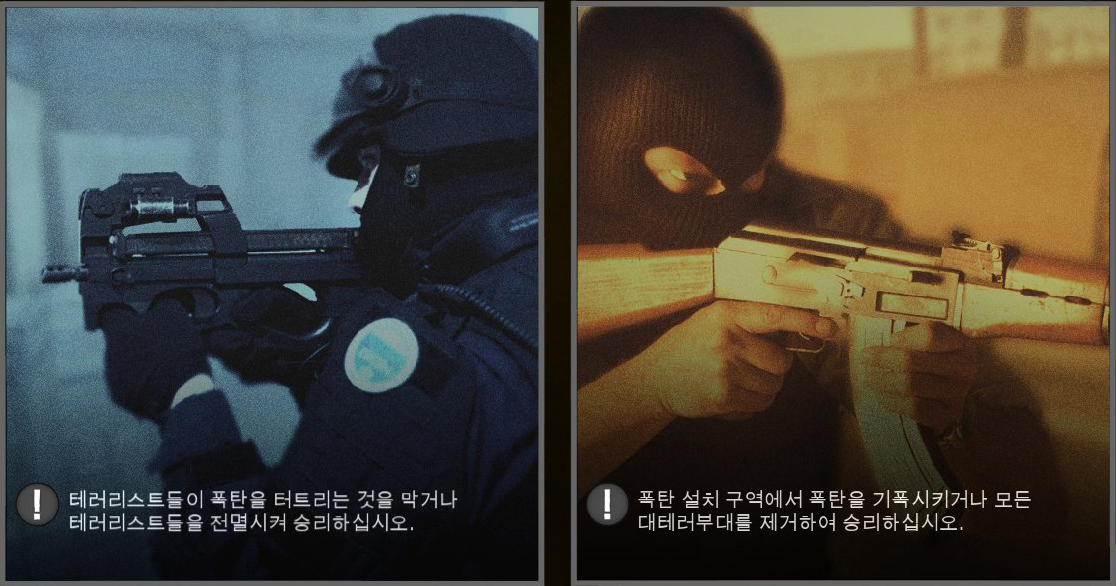 테러리스트들이 폭탄을 터트리는 것을 막거나
테러리스트들을 전멸시켜 승리하십시오.
폭탄 설치 구역에서 폭탄을 기폭시키거나 모든
대테러부대를 제거하여 승리하십시오.